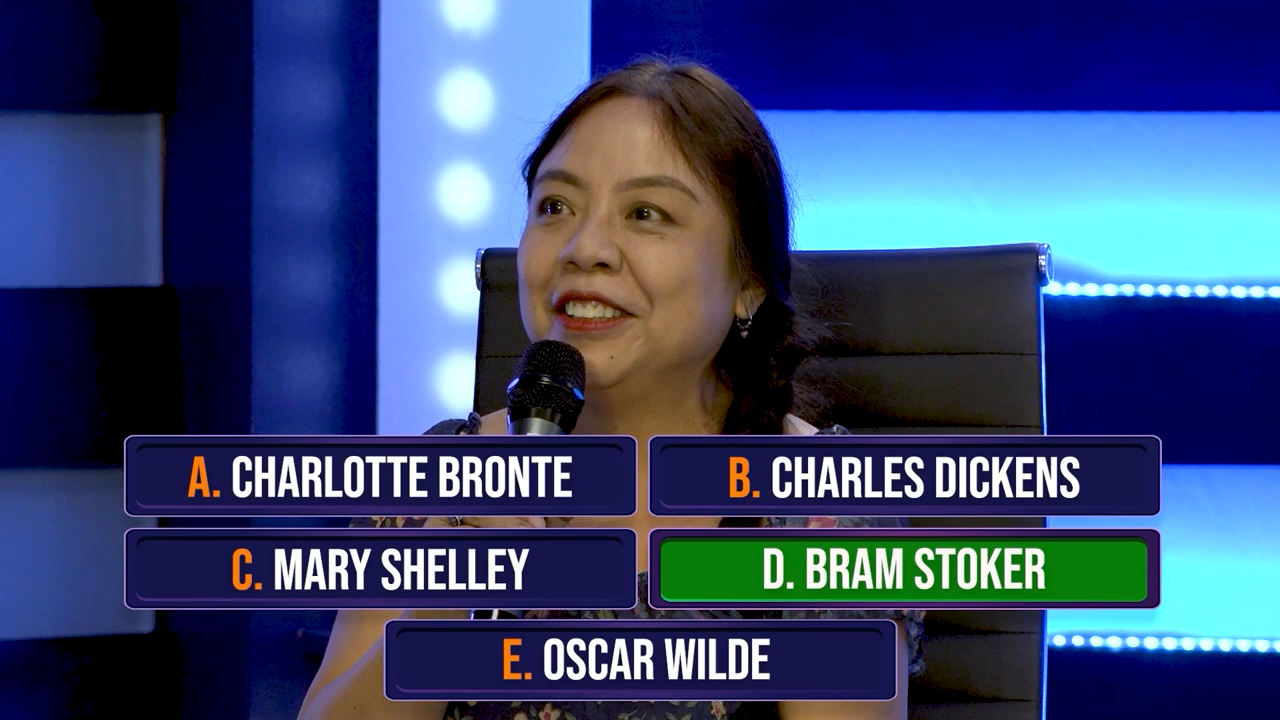 A. CHARLOTTE BRONTE
B. CHARLES DICKENS
C. MARY SHELLEY
D. BRAM STOKER
E. OSCAR WILDE